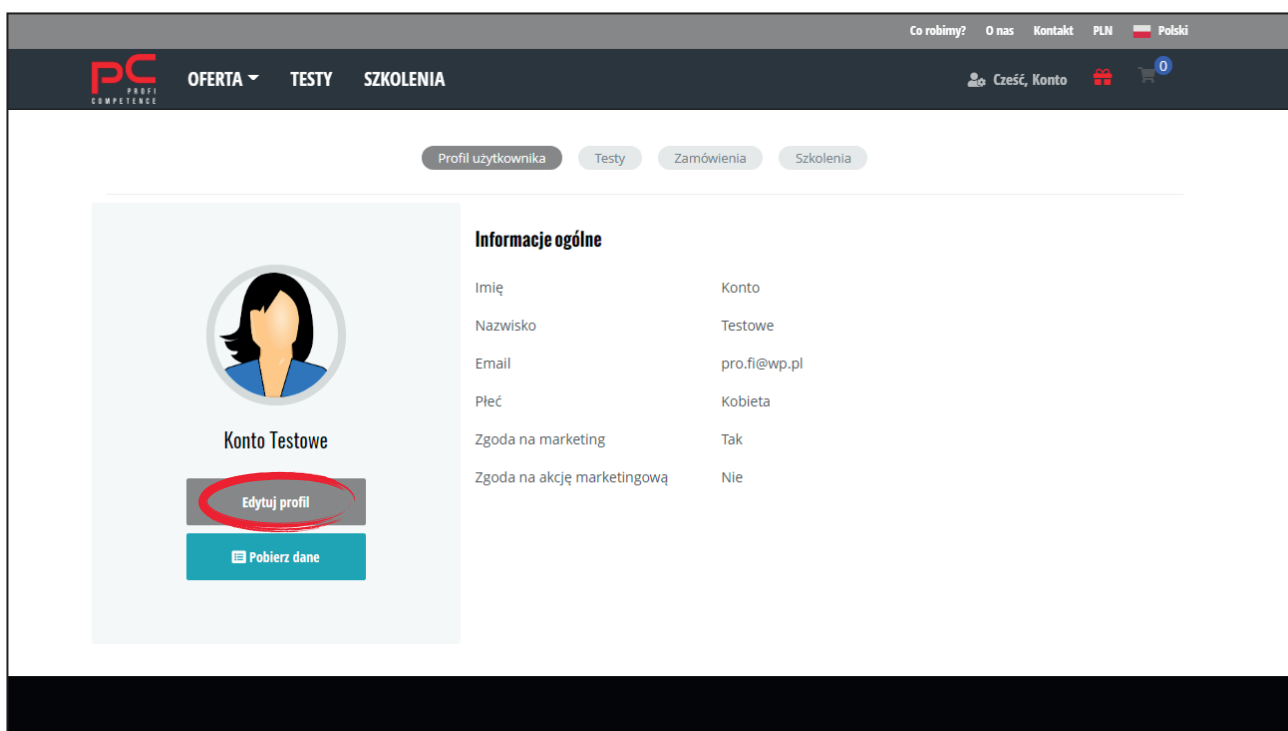 Co robimy? O nas Kontakt PLN Polski
PC
PROFI
COMPETENCE
OFERTA TESTY SZKOLENIA
Cześć, Konto 0
Profil użytkownika Testy Zamówienia Szkolenia
Informacje ogólne
Imię Konto
Nazwisko Testowe
Email pro.fi@wp.pl
Płeć Kobieta
Zgoda na marketing Tak
Zgoda na akcję marketingową Nie
Konto Testowe
Edytuj profil
Pobierz dane